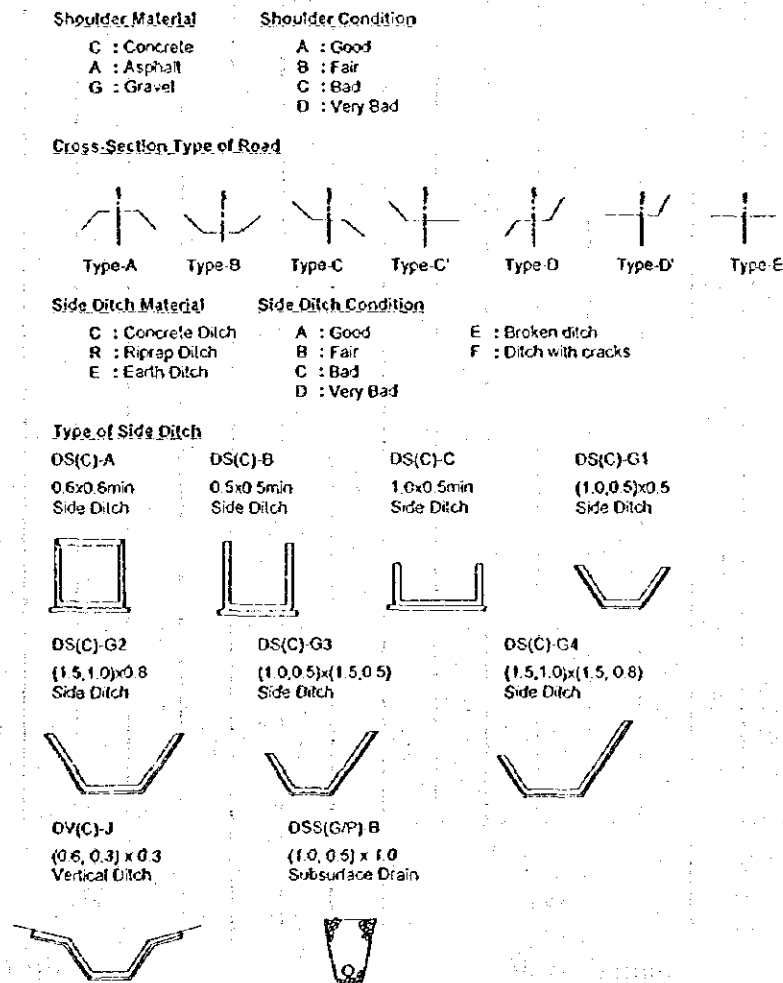 Shoulder Material Shoulder Condition
C : Concrete A : Good
A : Asphalt B : Fair
G : Gravel C : Bad
D : Very Bad
Cross-Section Type of Road
Type-A Type-B Type-C Type-C' Type-D Type-D' Type-E
Side Ditch Material Side Ditch Condition
C : Concrete Ditch A : Good E : Broken ditch
R : Riprap Ditch B : Fair F : Ditch with cracks
E : Earth Ditch C : Bad
D : Very Bad
Type of Side Ditch
DS(C)-A DS(C)-B DS(C)-C DS(C)-G1
0.6x0.6min 0.5x0.5min 1.0x0.5min (1.0,0.5)x0.5
Side Ditch Side Ditch Side Ditch Side Ditch
DS(C)-G2 DS(C)-G3 DS(C)-G4
(1.5,1.0)x0.8 (1.0,0.5)x(1.5,0.5) (1.5,1.0)x(1.5, 0.8)
Side Ditch Side Ditch Side Ditch
DV(C)-J DSS(G/P)-B
(0.6, 0.3) x 0.3 (1.0, 0.5) x 1.0
Vertical Ditch Subsurface Drain